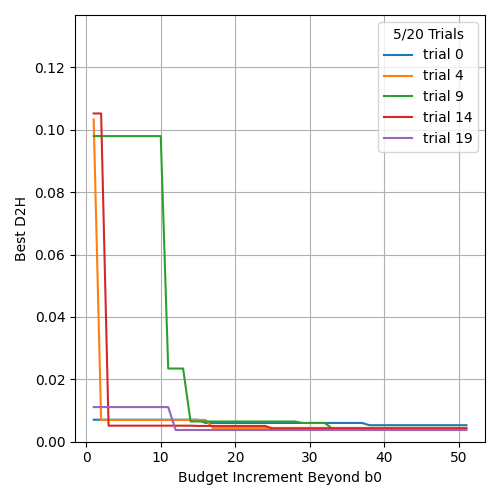 5/20 Trials
trial 0
trial 4
trial 9
trial 14
trial 19
Best D2H
0.12
0.10
0.08
0.06
0.04
0.02
0.00
0 10 20 30 40 50
Budget Increment Beyond b0